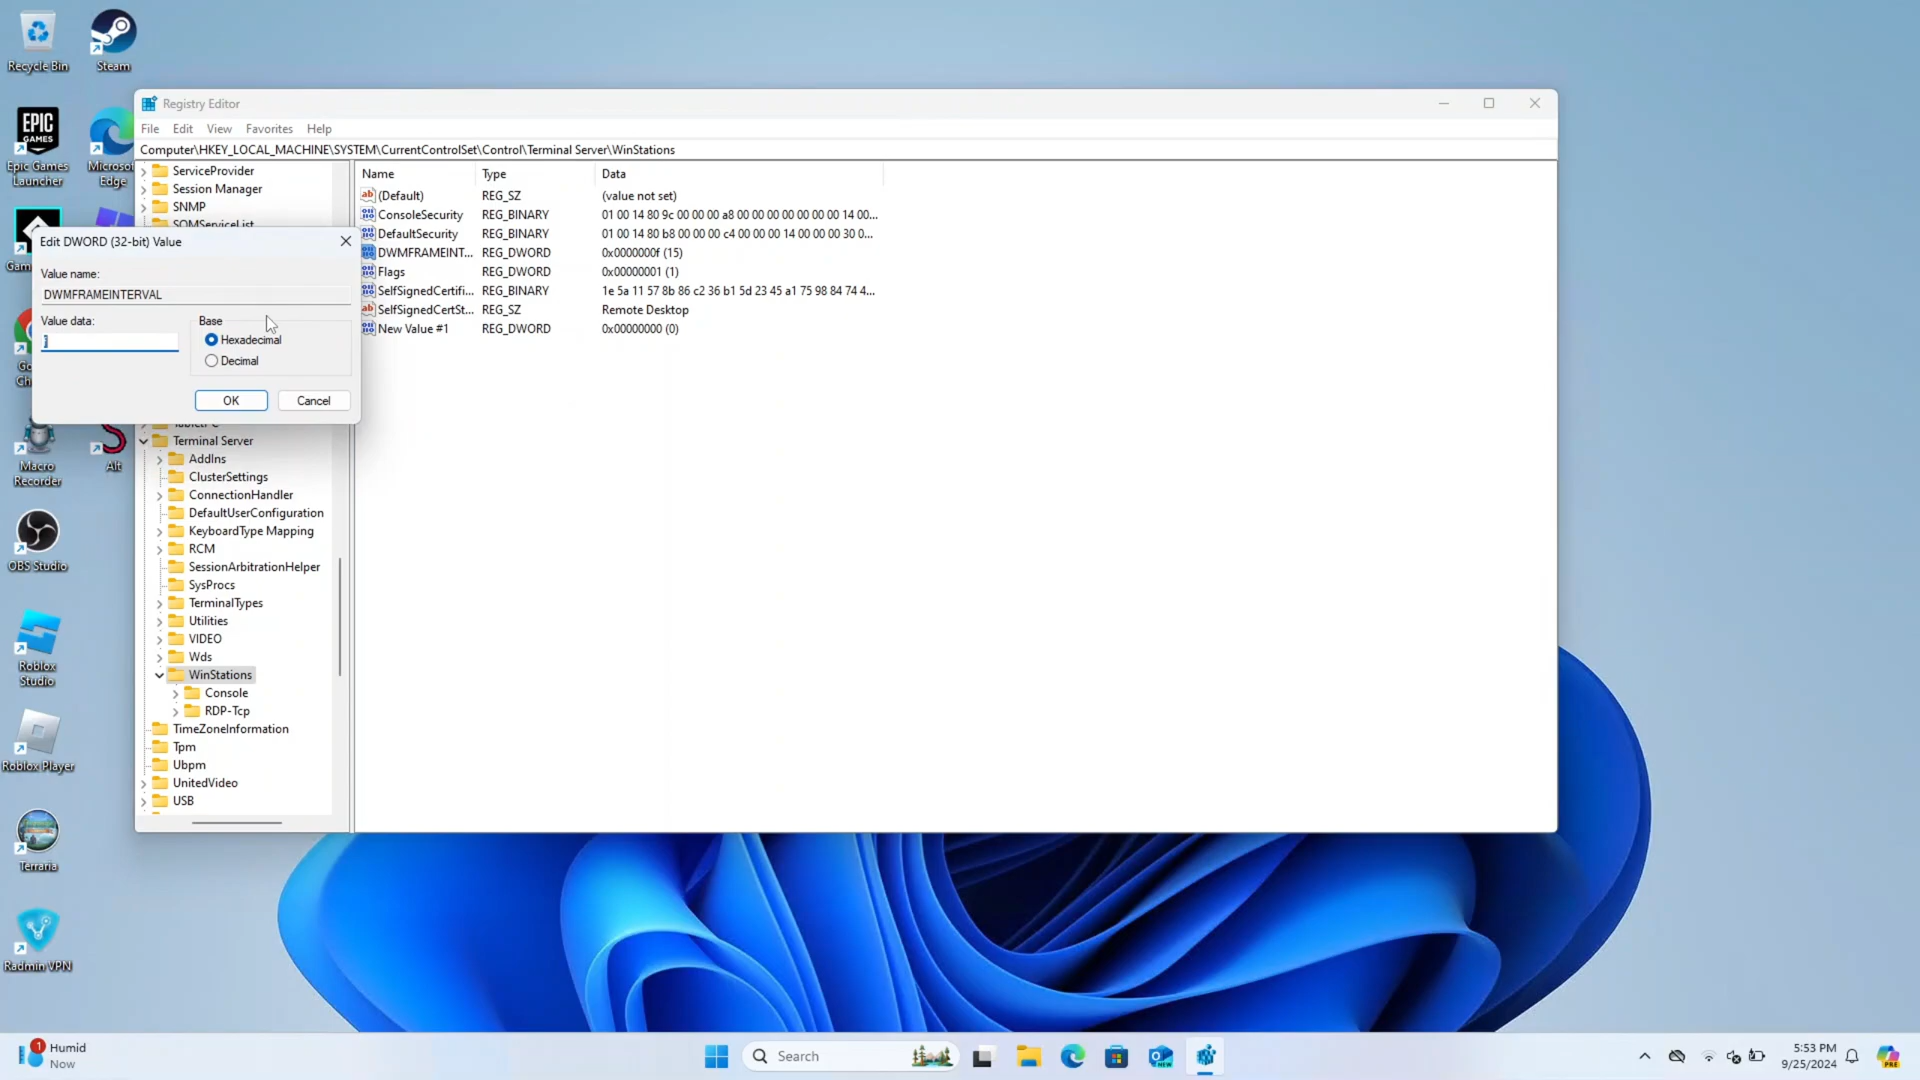 Recycle Bin
Steam
EPIC
GAMES
Epic Games
Launcher
Microsof
Edge
Registry Editor
File Edit View Favorites Help
Computer\HKEY_LOCAL_MACHINE\SYSTEM\CurrentControlSet\Control\Terminal Server\WinStations
ServiceProvider
Session Manager
SNMP
SQMServiceList
Name Type Data
(Default) REG_SZ (value not set)
ConsoleSecurity REG_BINARY 01 00 14 80 9c 00 00 00 a8 00 00 00 00 00 00 00 14 00...
DefaultSecurity REG_BINARY 01 00 14 80 b8 00 00 00 c4 00 00 00 14 00 00 00 30 0...
DWMFRAMEINT... REG_DWORD 0x0000000f (15)
Flags REG_DWORD 0x00000001 (1)
SelfSignedCertifi... REG_BINARY 1e 5a 11 57 8b 86 c2 36 b1 5d 23 45 a1 75 98 84 74 4...
SelfSignedCertSt... REG_SZ Remote Desktop
New Value #1 REG_DWORD 0x00000000 (0)
Edit DWORD (32-bit) Value
Value name:
DWMFRAMEINTERVAL
Value data:
Base
Hexadecimal
Decimal
OK Cancel
Terminal Server
AddIns
ClusterSettings
ConnectionHandler
DefaultUserConfiguration
KeyboardType Mapping
RCM
SessionArbitrationHelper
SysProcs
TerminalTypes
Utilities
VIDEO
Wds
WinStations
Console
RDP-Tcp
TimeZoneInformation
Tpm
Ubpm
UnitedVideo
USB
Gam
Go
Ch
Macro
Recorder
Alt
OBS Studio
Roblox
Studio
Roblox Player
Terraria
Radmin VPN
1
Humid
Now
Search
NEW
5:53 PM
9/25/2024
PRE